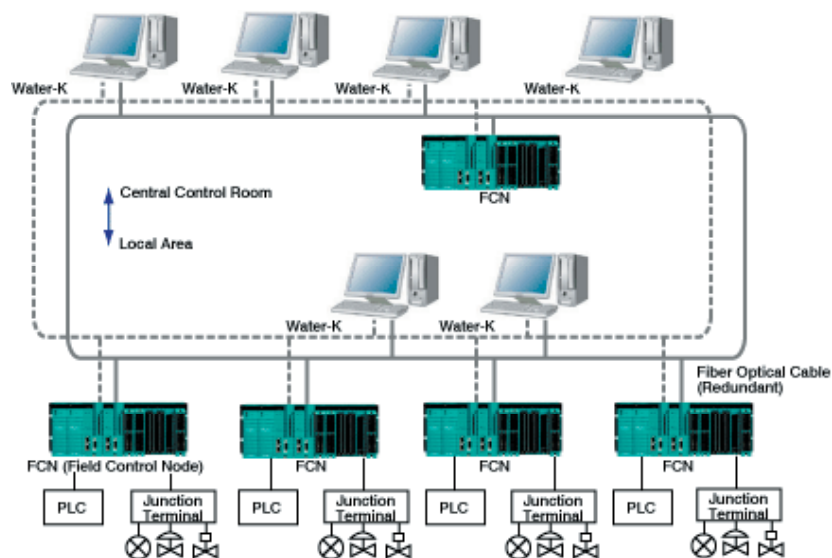 Water-K
Water-K
Water-K
Water-K
FCN
Central Control Room
Local Area
Water-K
Water-K
Fiber Optical Cable
(Redundant)
FCN (Field Control Node)
FCN
FCN
FCN
PLC
Junction
Terminal
PLC
Junction
Terminal
PLC
Junction
Terminal
PLC
Junction
Terminal